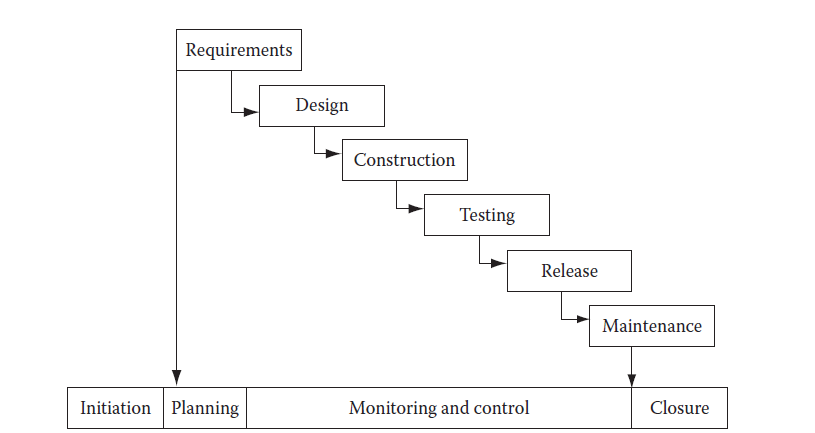 Requirements
Design
Construction
Testing
Release
Maintenance
Initiation Planning Monitoring and control Closure